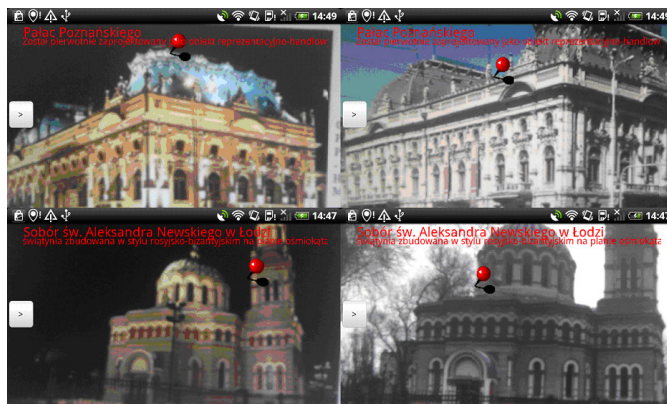 14:49
Pałac Poznańskiego
Został pierwotnie zaprojektowany jako obiekt reprezentacyjno-handlow
>
14:49
Pałac Poznańskiego
Został pierwotnie zaprojektowany jako obiekt reprezentacyjno-handlow
>
14:47
Sobór św. Aleksandra Newskiego w Łodzi
świątynia zbudowana w stylu rosyjsko-bizantyjskim na planie ośmiokąta
>
14:47
Sobór św. Aleksandra Newskiego w Łodzi
świątynia zbudowana w stylu rosyjsko-bizantyjskim na planie ośmiokąta
>